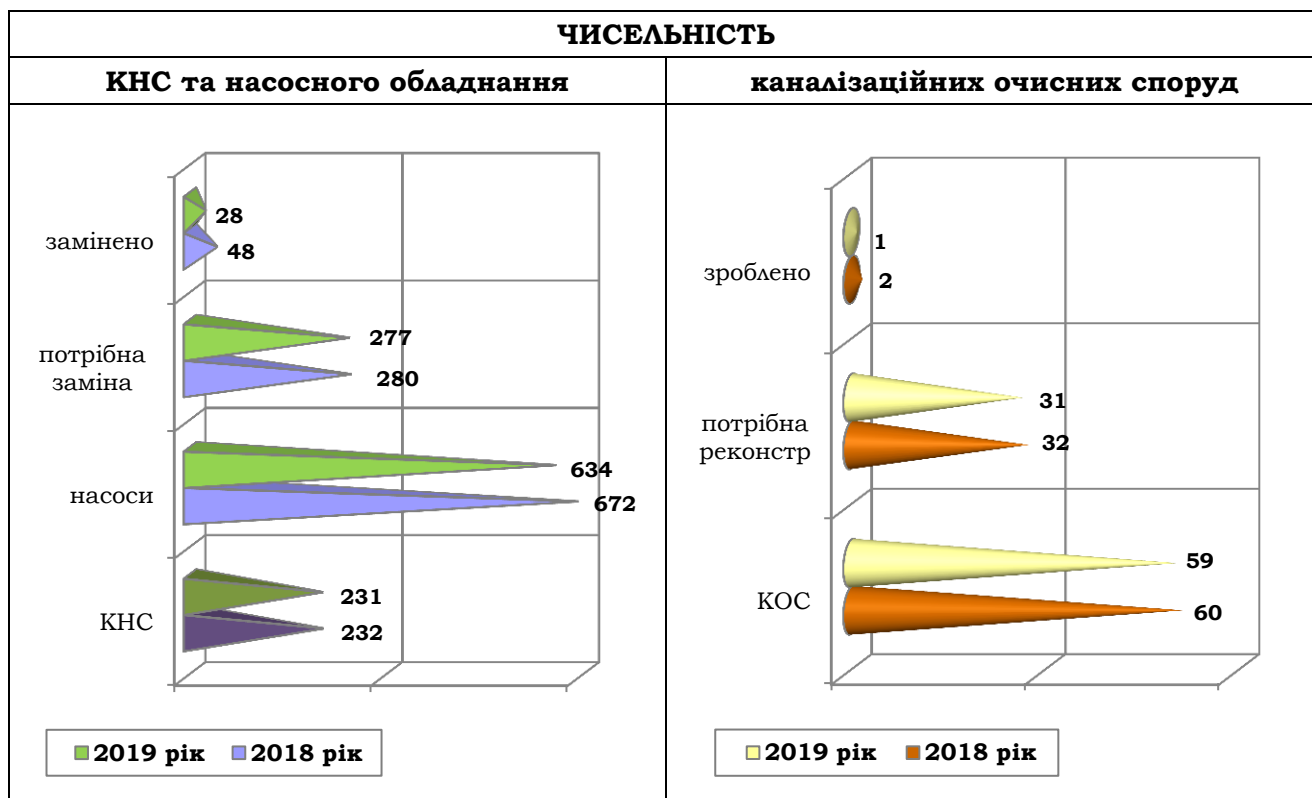 ЧИСЕЛЬНІСТЬ
КНС та насосного обладнання
каналізаційних очисних споруд
замінено
28
48
потрібна
заміна
277
280
насоси
634
672
КНС
231
232
2019 рік
2018 рік
зроблено
1
2
потрібна
реконстр
31
32
КОС
59
60
2019 рік
2018 рік